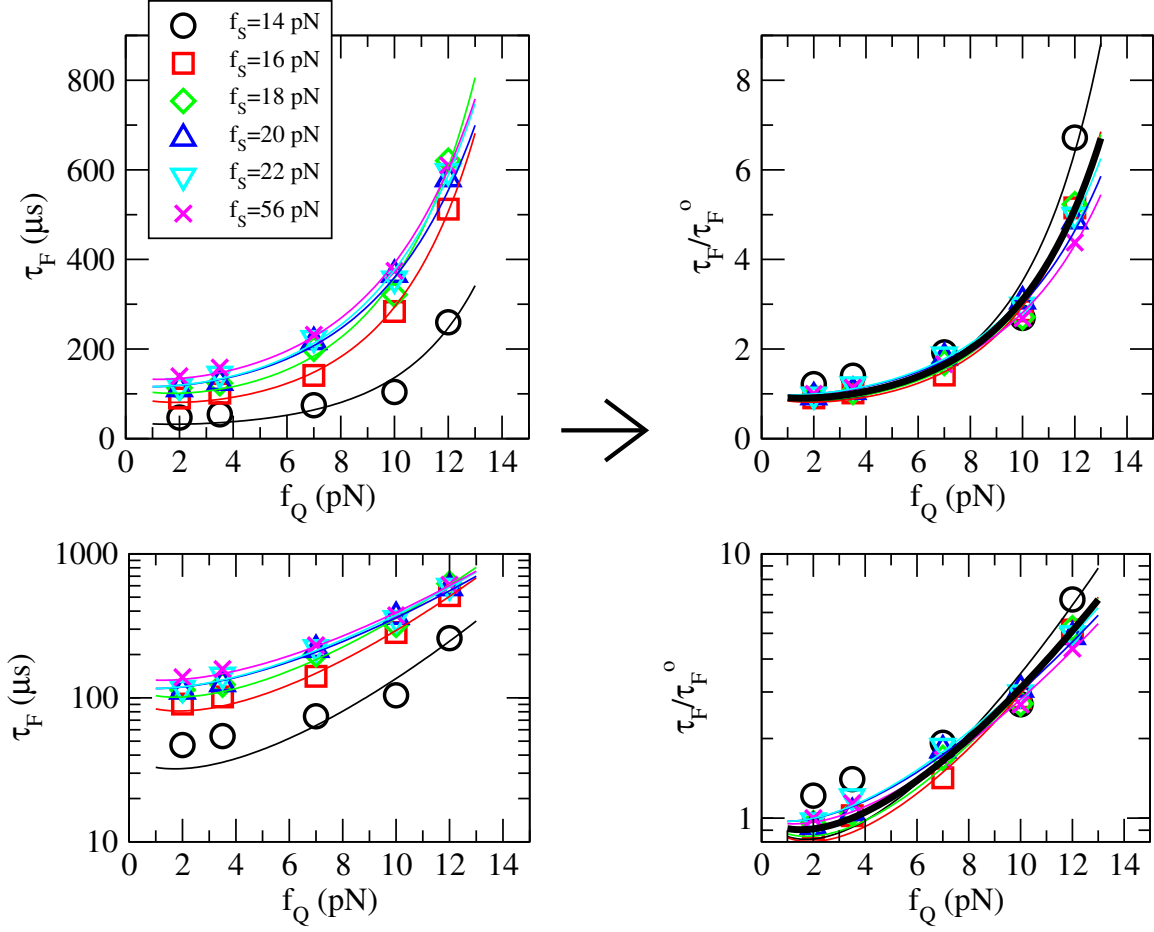 f_S=14 pN
f_S=16 pN
f_S=18 pN
f_S=20 pN
f_S=22 pN
f_S=56 pN
800
600
400
200
0
τ_F (μs)
0 2 4 6 8 10 12 14
f_Q (pN)
8
6
4
2
0
τ_F/τ_F^o
0 2 4 6 8 10 12 14
f_Q (pN)
1000
100
10
τ_F (μs)
0 2 4 6 8 10 12 14
f_Q (pN)
10
1
τ_F/τ_F^o
0 2 4 6 8 10 12 14
f_Q (pN)